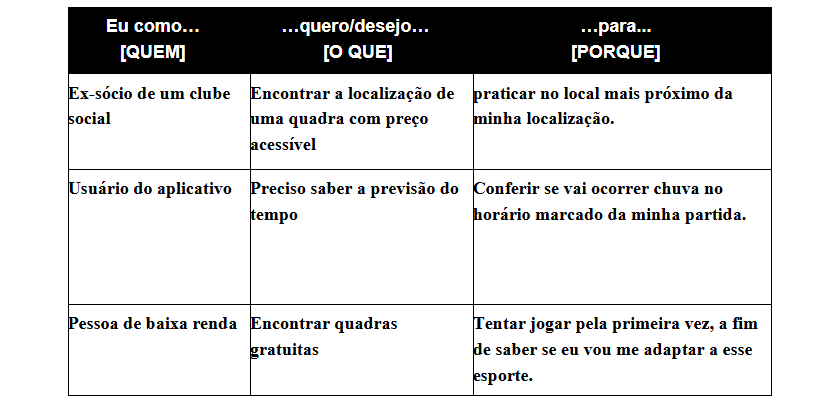 Eu como…
[QUEM]
…quero/desejo…
[O QUE]
…para...
[PORQUE]
Ex-sócio de um clube
social
Encontrar a localização de
uma quadra com preço
acessível
praticar no local mais próximo da
minha localização.
Usuário do aplicativo
Preciso saber a previsão do
tempo
Conferir se vai ocorrer chuva no
horário marcado da minha partida.
Pessoa de baixa renda
Encontrar quadras
gratuitas
Tentar jogar pela primeira vez, a fim
de saber se eu vou me adaptar a esse
esporte.